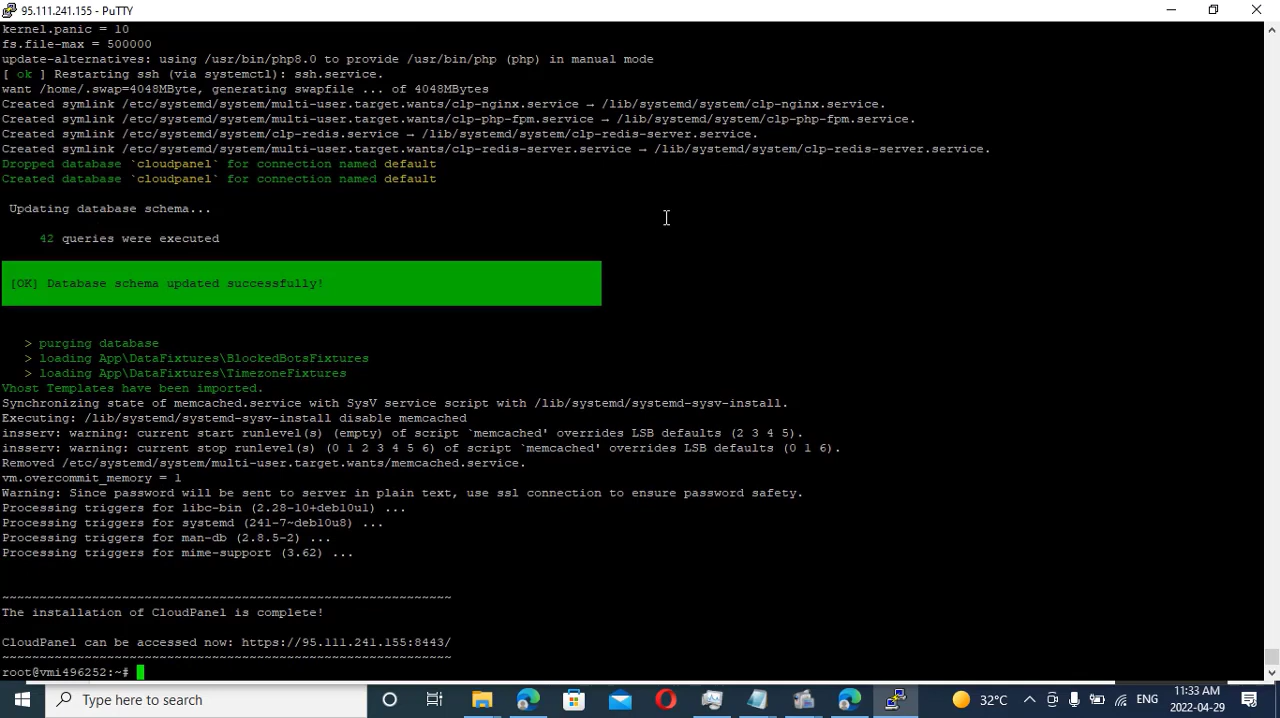 95.111.241.155 - PuTTY
kernel.panic = 10
fs.file-max = 500000
update-alternatives: using /usr/bin/php8.0 to provide /usr/bin/php (php) in manual mode
[ ok ] Restarting ssh (via systemctl): ssh.service.
want /home/.swap=4048MByte, generating swapfile ... of 4048MBytes
Created symlink /etc/systemd/system/multi-user.target.wants/clp-nginx.service → /lib/systemd/system/clp-nginx.service.
Created symlink /etc/systemd/system/multi-user.target.wants/clp-php-fpm.service → /lib/systemd/system/clp-php-fpm.service.
Created symlink /etc/systemd/system/clp-redis.service → /lib/systemd/system/clp-redis-server.service.
Created symlink /etc/systemd/system/multi-user.target.wants/clp-redis-server.service → /lib/systemd/system/clp-redis-server.service.
Dropped database `cloudpanel` for connection named default
Created database `cloudpanel` for connection named default
Updating database schema...
42 queries were executed
[OK] Database schema updated successfully!
> purging database
> loading App\DataFixtures\BlockedBotsFixtures
> loading App\DataFixtures\TimezoneFixtures
Vhost Templates have been imported.
Synchronizing state of memcached.service with SysV service script with /lib/systemd/systemd-sysv-install.
Executing: /lib/systemd/systemd-sysv-install disable memcached
insserv: warning: current start runlevel(s) (empty) of script `memcached' overrides LSB defaults (2 3 4 5).
insserv: warning: current stop runlevel(s) (0 1 2 3 4 5 6) of script `memcached' overrides LSB defaults (0 1 6).
Removed /etc/systemd/system/multi-user.target.wants/memcached.service.
vm.overcommit_memory = 1
Warning: Since password will be sent to server in plain text, use ssl connection to ensure password safety.
Processing triggers for libc-bin (2.28-10+deb10u1) ...
Processing triggers for systemd (241-7~deb10u8) ...
Processing triggers for man-db (2.8.5-2) ...
Processing triggers for mime-support (3.62) ...
~~~~~~~~~~~~~~~~~~~~~~~~~~~~~~~~~~~~~~~~~~~~~~~~~~~~~~~~~~~~
The installation of CloudPanel is complete!
CloudPanel can be accessed now: https://95.111.241.155:8443/
~~~~~~~~~~~~~~~~~~~~~~~~~~~~~~~~~~~~~~~~~~~~~~~~~~~~~~~~~~~~
root@vmi496252:~#
Type here to search
32°C
ENG
11:33 AM
2022-04-29